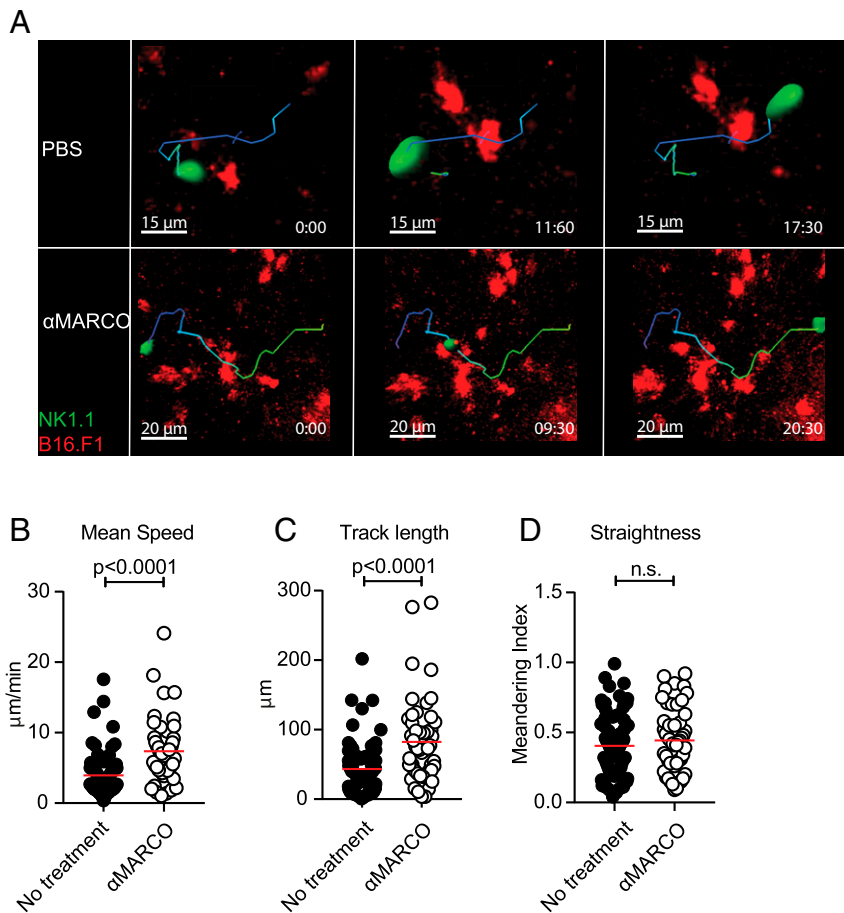 A
PBS
15 µm 0:00
15 µm 11:60
15 µm 17:30
αMARCO
NK1.1
B16.F1
20 µm 0:00
20 µm 09:30
20 µm 20:30
B Mean Speed
p<0.0001
µm/min
30
20
10
0
No treatment
αMARCO
C Track length
p<0.0001
µm
300
200
100
0
No treatment
αMARCO
D Straightness
n.s.
Meandering Index
1.5
1.0
0.5
0.0
No treatment
αMARCO